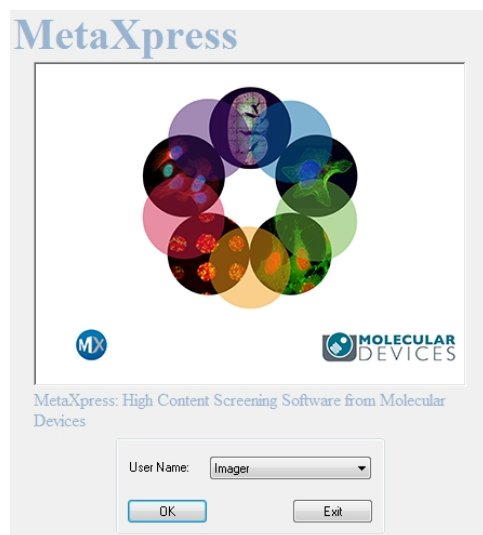 MetaXpress
MX
MOLECULAR
DEVICES
MetaXpress: High Content Screening Software from Molecular
Devices
User Name: Imager
OK Exit